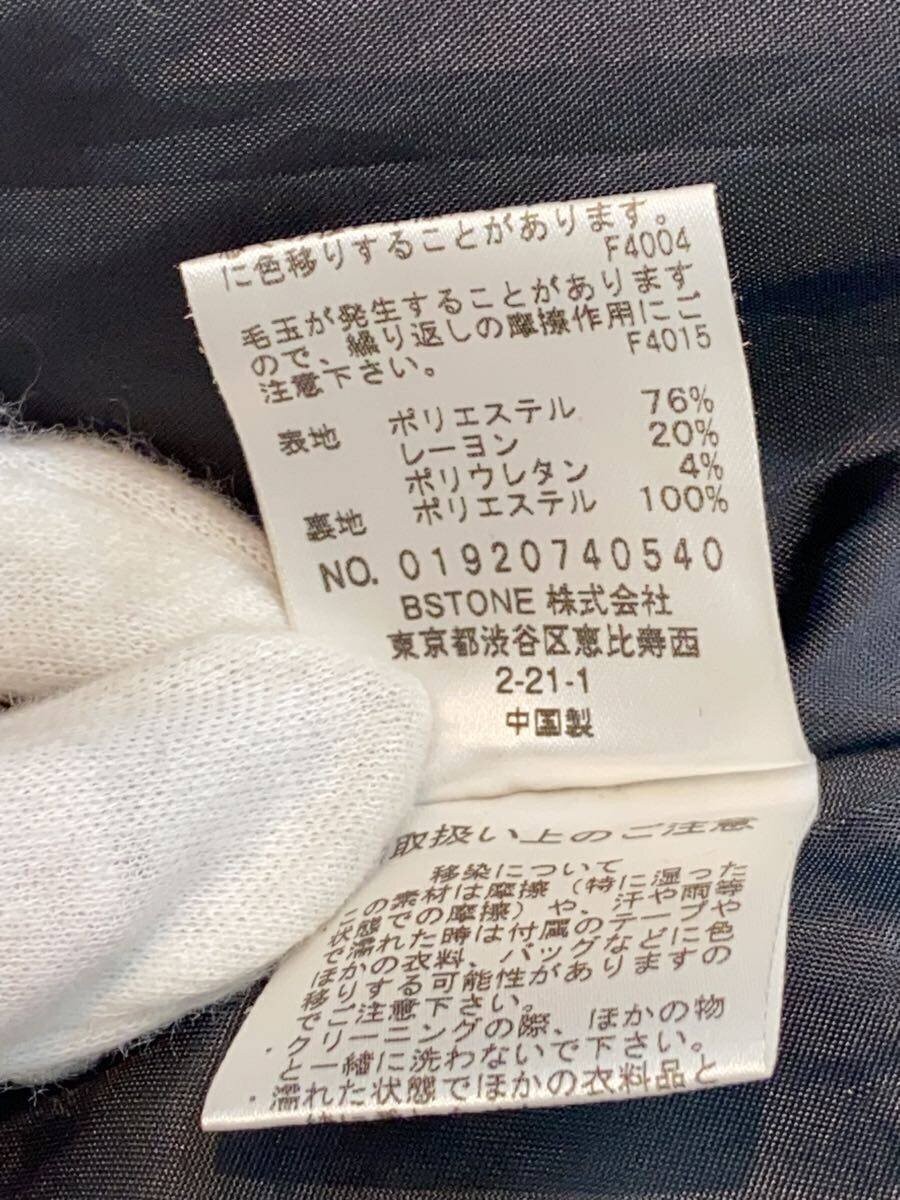 に色移りすることがあります。
F4004
毛玉が発生することがあります
ので、繰り返しの摩擦作用にご
注意下さい。
F4015
表地 ポリエステル 76%
レーヨン 20%
ポリウレタン 4%
裏地 ポリエステル 100%
NO. 01920740540
BSTONE 株式会社
東京都渋谷区恵比寿西
2-21-1
中国製
取扱い上のご注意
移染について
この素材は摩擦（特に湿った
状態での摩擦）や、汗や雨等
で濡れた時は付属のテープや
ほかの衣料、バッグなどに色
移りする可能性がありますの
でご注意下さい。
・クリーニングの際、ほかの物
と一緒に洗わないで下さい。
・濡れた状態でほかの衣料品と